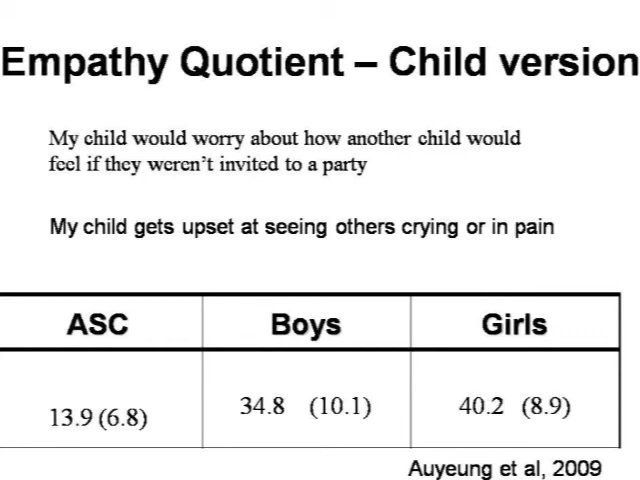 Empathy Quotient – Child version
My child would worry about how another child would
feel if they weren't invited to a party
My child gets upset at seeing others crying or in pain
ASC Boys Girls
13.9 (6.8) 34.8 (10.1) 40.2 (8.9)
Auyeung et al, 2009